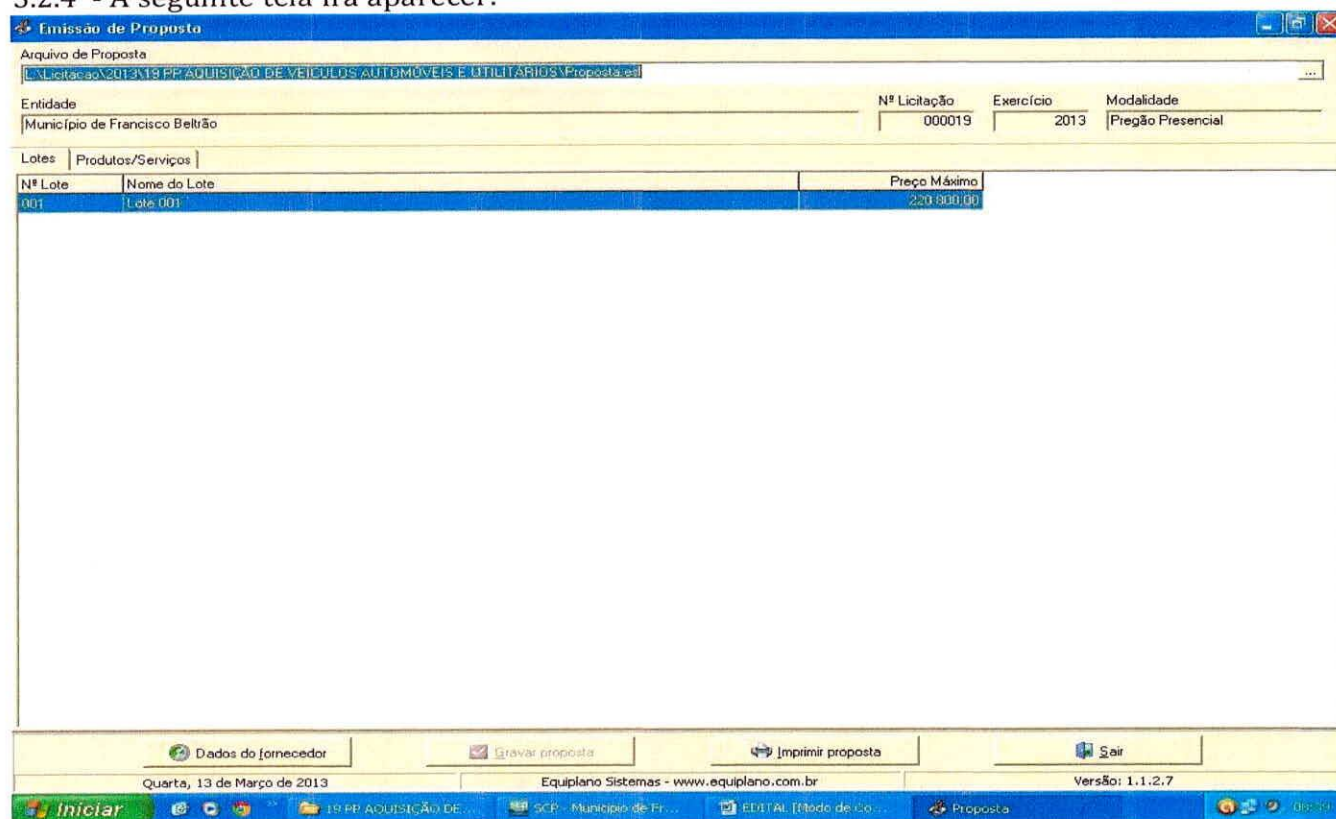 3.2.4 - A seguinte tela irá aparecer:
Emissão de Proposta
Arquivo de Proposta
L:\Licitacao\2013\19 PP AQUISIÇÃO DE VEICULOS AUTOMÓVEIS E UTILITÁRIOS\Proposta.esl
...
Entidade Nº Licitação Exercício Modalidade
Município de Francisco Beltrão 000019 2013 Pregão Presencial
Lotes Produtos/Serviços
Nº Lote Nome do Lote Preço Máximo
001 Lote 001 220.800,00
Dados do fornecedor Gravar proposta Imprimir proposta Sair
Quarta, 13 de Março de 2013 Equiplano Sistemas - www.equiplano.com.br Versão: 1.1.2.7
Iniciar 19 PP AQUISIÇÃO DE ... SCP - Município de Fr... EDITAL [Modo de Co... Proposta